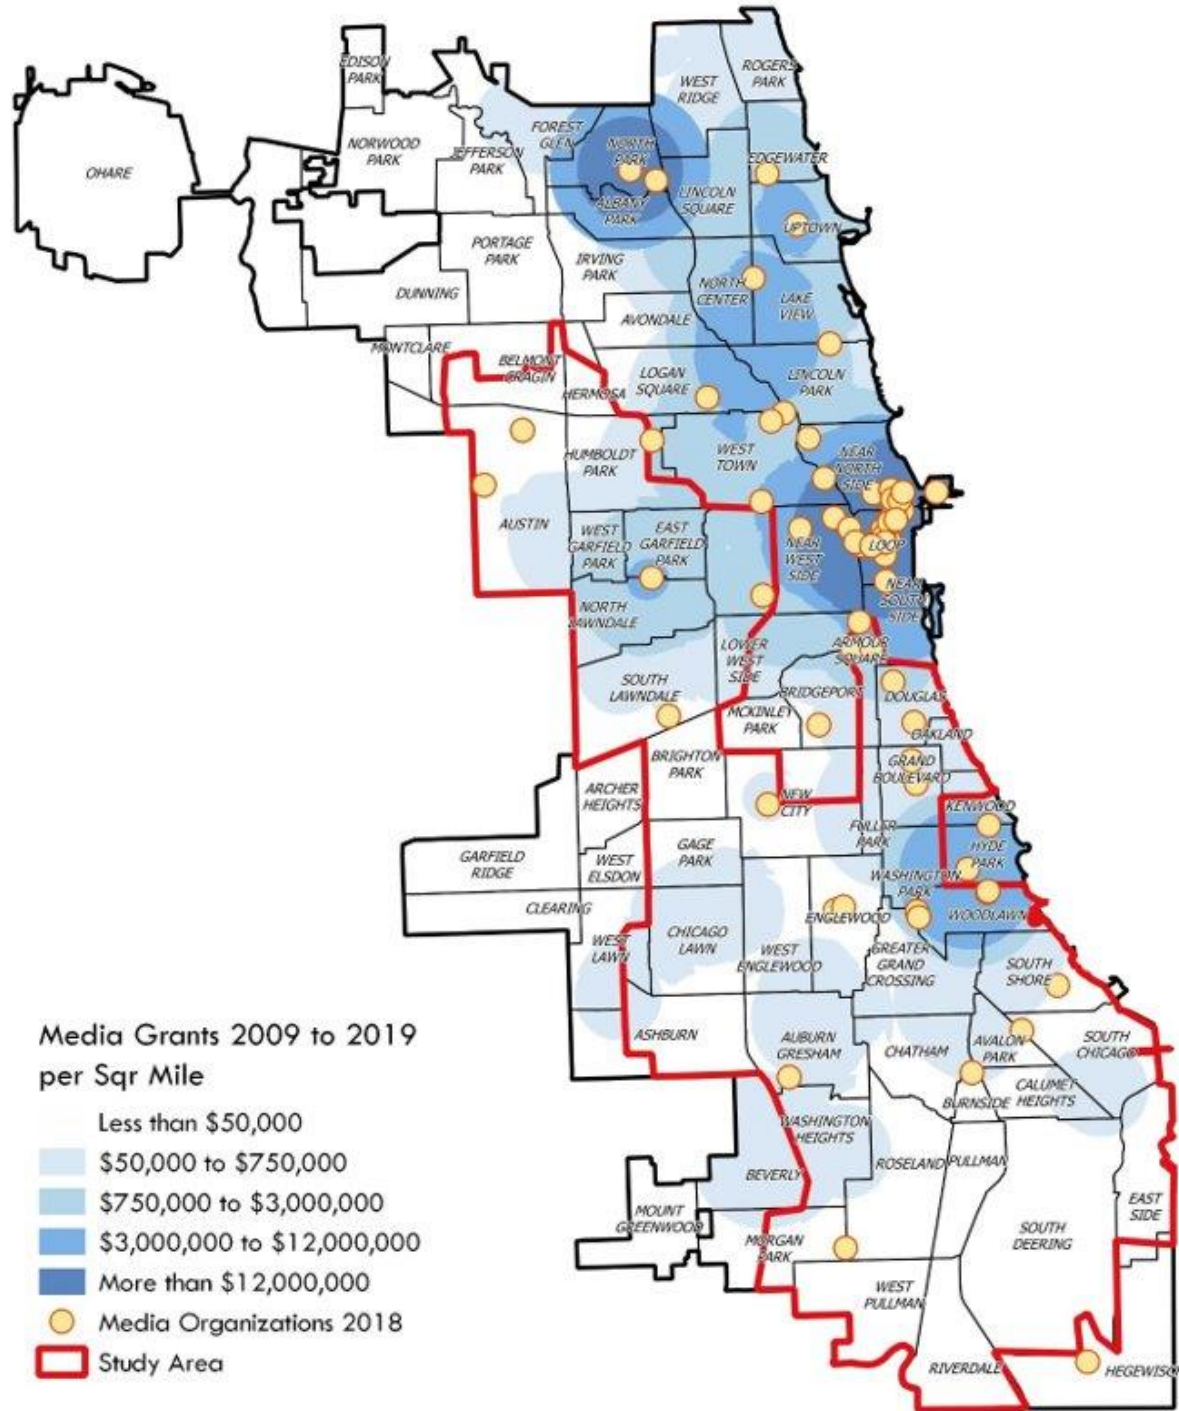 EDISON
PARK
ROGERS
PARK
WEST
RIDGE
NORWOOD
PARK
JEFFERSON
PARK
FOREST
GLEN
NORTH
PARK
EDGEWATER
OHARE
LINCOLN
SQUARE
ALBANY
PARK
UPTOWN
PORTAGE
PARK
IRVING
PARK
NORTH
CENTER
LAKE
VIEW
DUNNING
AVONDALE
MONTCLARE
BELMONT
CRAGIN
LOGAN
SQUARE
LINCOLN
PARK
HERMOSA
HUMBOLDT
PARK
WEST
TOWN
NEAR
NORTH
SIDE
AUSTIN
WEST
GARFIELD
PARK
EAST
GARFIELD
PARK
NEAR
WEST
SIDE
LOOP
NEAR
SOUTH
SIDE
NORTH
LAWNDALE
LOWER
WEST
SIDE
ARMOUR
SQUARE
SOUTH
LAWNDALE
BRIDGEPORT
DOUGLAS
MCKINLEY
PARK
OAKLAND
BRIGHTON
PARK
GRAND
BOULEVARD
ARCHER
HEIGHTS
NEW
CITY
KENWOOD
FULLER
PARK
HYDE
PARK
GAGE
PARK
GARFIELD
RIDGE
WEST
ELSDON
WASHINGTON
PARK
CLEARING
ENGLEWOOD
WOODLAWN
CHICAGO
LAWN
WEST
LAWN
WEST
ENGLEWOOD
GREATER
GRAND
CROSSING
SOUTH
SHORE
ASHBURN
AUBURN
GRESHAM
CHATHAM
AVALON
PARK
SOUTH
CHICAGO
BURNSIDE
CALUMET
HEIGHTS
WASHINGTON
HEIGHTS
ROSELAND
PULLMAN
BEVERLY
EAST
SIDE
MOUNT
GREENWOOD
MORGAN
PARK
SOUTH
DEERING
WEST
PULLMAN
RIVERDALE
HEGEWISC
Media Grants 2009 to 2019
per Sqr Mile
Less than $50,000
$50,000 to $750,000
$750,000 to $3,000,000
$3,000,000 to $12,000,000
More than $12,000,000
Media Organizations 2018
Study Area